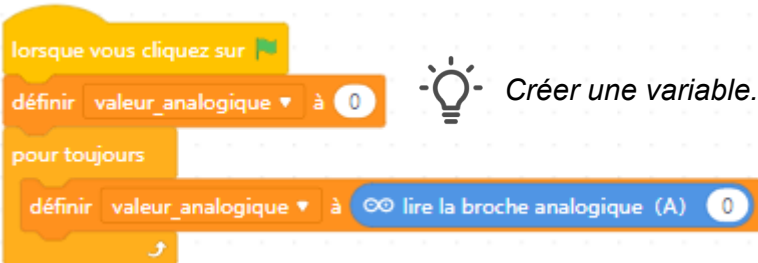 lorsque vous cliquez sur
définir valeur_analogique à 0
Créer une variable.
pour toujours
définir valeur_analogique à lire la broche analogique (A) 0